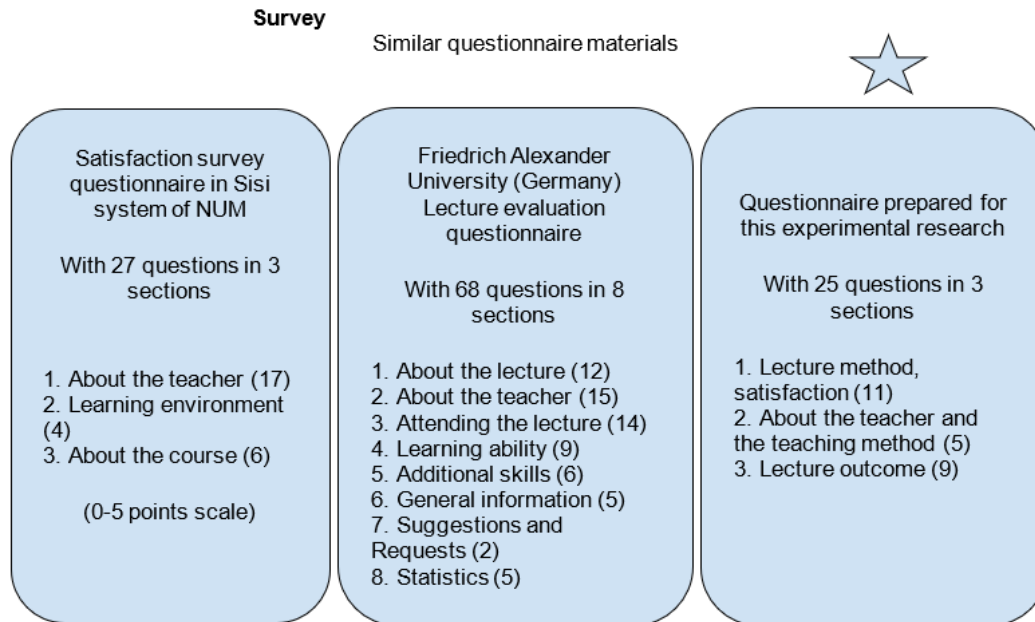 Survey
Similar questionnaire materials
Satisfaction survey
questionnaire in Sisi
system of NUM
With 27 questions in 3
sections
1. About the teacher (17)
2. Learning environment
(4)
3. About the course (6)
(0-5 points scale)
Friedrich Alexander
University (Germany)
Lecture evaluation
questionnaire
With 68 questions in 8
sections
1. About the lecture (12)
2. About the teacher (15)
3. Attending the lecture (14)
4. Learning ability (9)
5. Additional skills (6)
6. General information (5)
7. Suggestions and
Requests (2)
8. Statistics (5)
Questionnaire prepared for
this experimental research
With 25 questions in 3
sections
1. Lecture method,
satisfaction (11)
2. About the teacher and
the teaching method (5)
3. Lecture outcome (9)